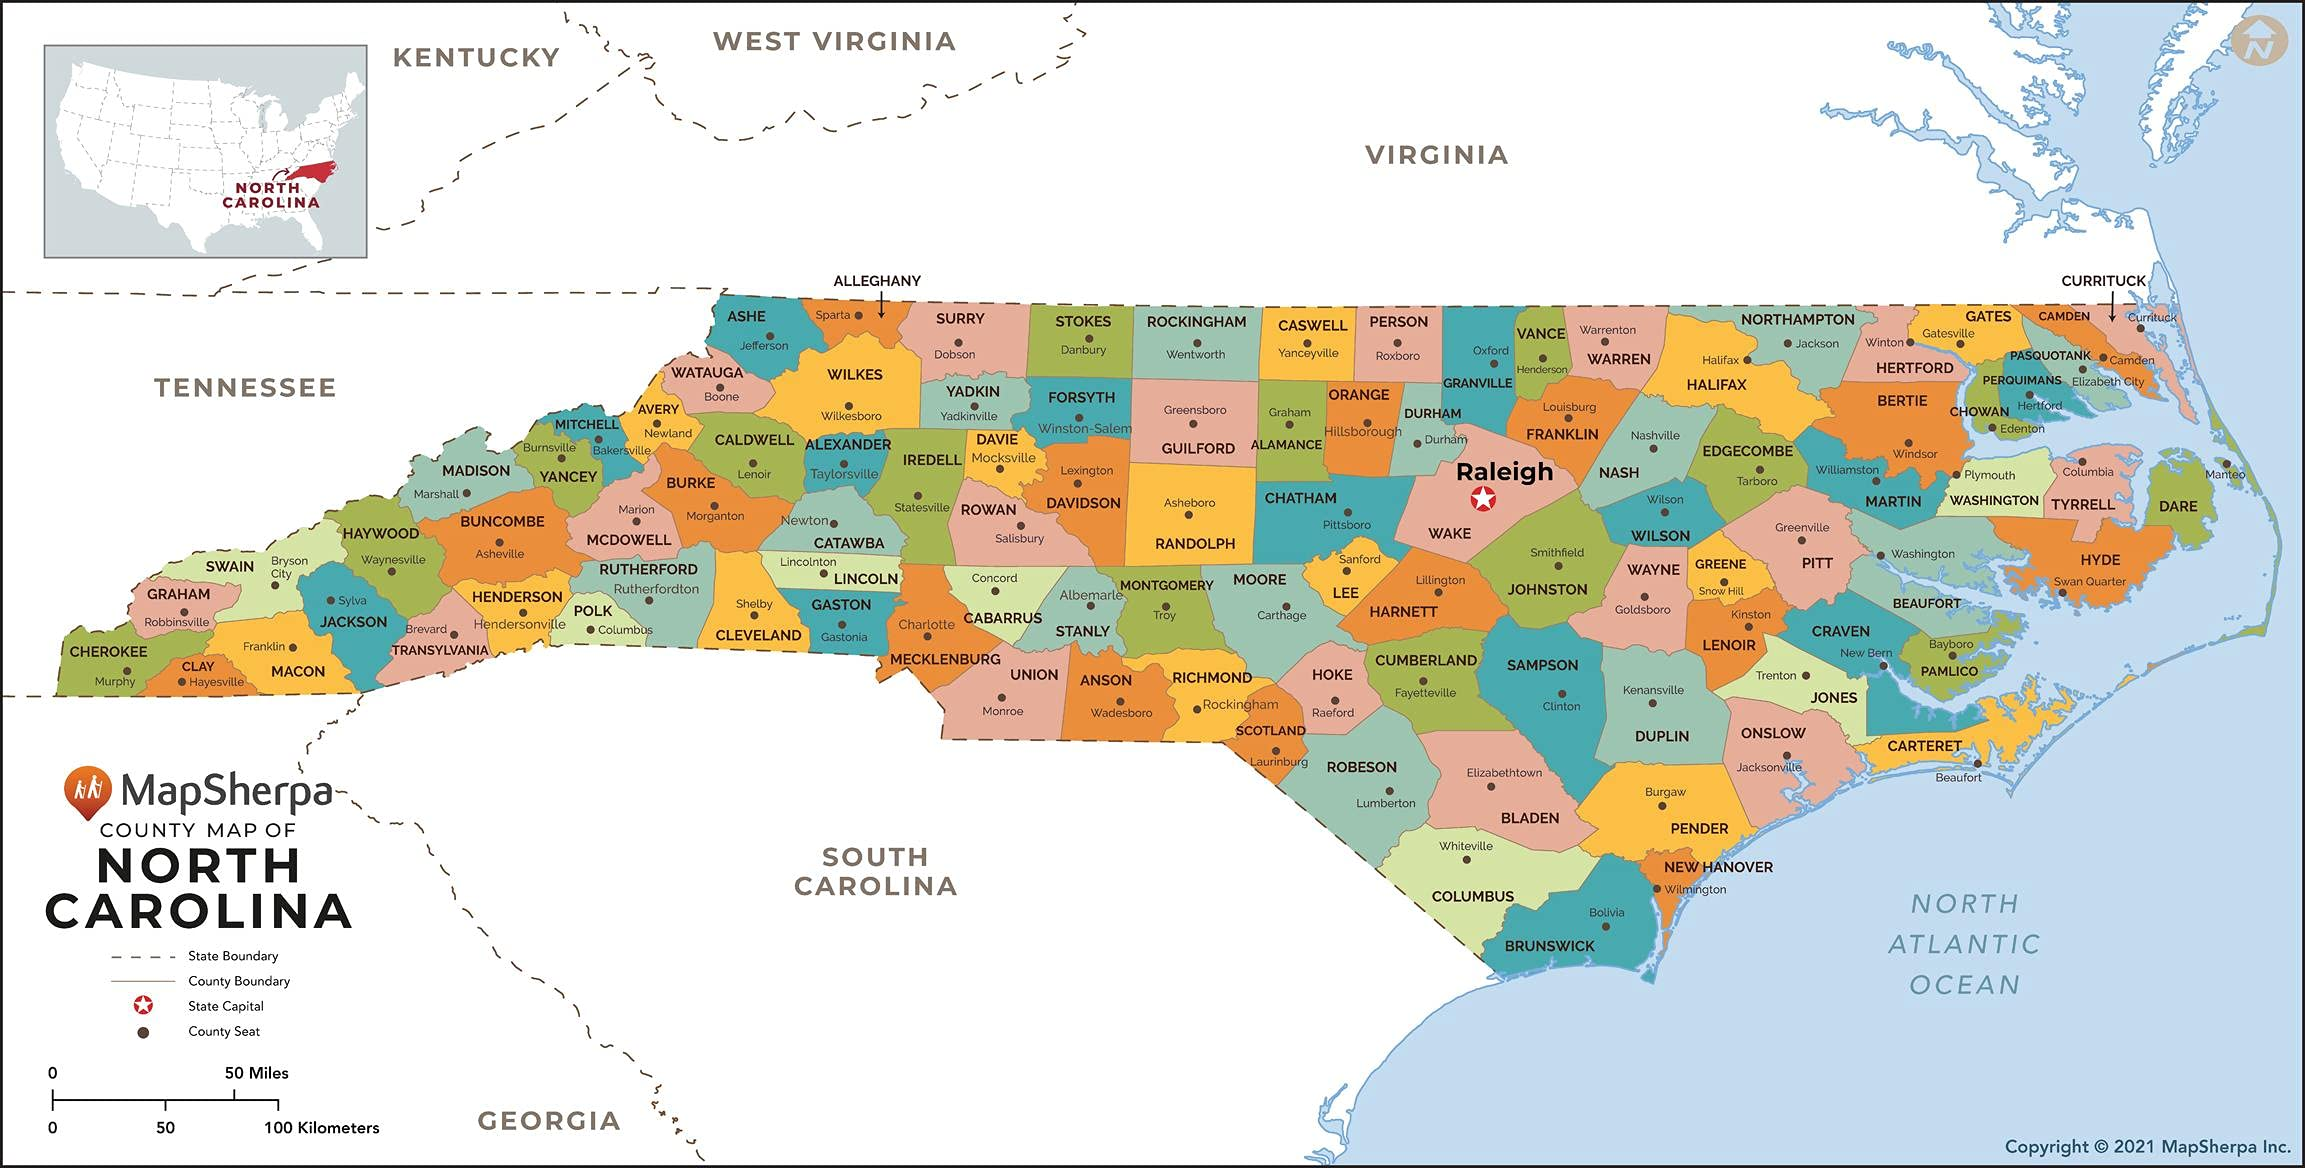 KENTUCKY
WEST VIRGINIA
N
NORTH
CAROLINA
VIRGINIA
TENNESSEE
ALLEGHANY
CURRITUCK
ASHE
Jefferson
Sparta
SURRY
Dobson
STOKES
Danbury
ROCKINGHAM
Wentworth
CASWELL
Yanceyville
PERSON
Roxboro
Oxford
GRANVILLE
VANCE
Henderson
Warrenton
WARREN
NORTHAMPTON
Jackson
Halifax
HALIFAX
Winton
HERTFORD
GATES
Gatesville
CAMDEN
Camden
Currituck
PASQUOTANK
Elizabeth City
PERQUIMANS
Hertford
CHOWAN
Edenton
WATAUGA
Boone
WILKES
Wilkesboro
YADKIN
Yadkinville
FORSYTH
Winston-Salem
Greensboro
GUILFORD
Graham
ALAMANCE
ORANGE
Hillsborough
DURHAM
Durham
Louisburg
FRANKLIN
Nashville
NASH
EDGECOMBE
Tarboro
BERTIE
Windsor
MITCHELL
Bakersville
AVERY
Newland
CALDWELL
Lenoir
ALEXANDER
Taylorsville
IREDELL
Statesville
DAVIE
Mocksville
Lexington
DAVIDSON
Asheboro
RANDOLPH
CHATHAM
Pittsboro
Raleigh
WAKE
Wilson
WILSON
Williamston
MARTIN
Plymouth
WASHINGTON
Columbia
TYRRELL
Manteo
DARE
MADISON
Marshall
Burnsville
YANCEY
BURKE
Morganton
Marion
MCDOWELL
Newton
CATAWBA
ROWAN
Salisbury
HAYWOOD
Waynesville
BUNCOMBE
Asheville
RUTHERFORD
Rutherfordton
Lincolnton
LINCOLN
Concord
CABARRUS
Albemarle
STANLY
MONTGOMERY
Troy
MOORE
Carthage
Sanford
LEE
Lillington
HARNETT
Smithfield
JOHNSTON
WAYNE
Goldsboro
GREENE
Snow Hill
Greenville
PITT
Washington
BEAUFORT
HYDE
Swan Quarter
SWAIN
Bryson
City
GRAHAM
Robbinsville
Sylva
JACKSON
HENDERSON
Hendersonville
POLK
Columbus
Shelby
CLEVELAND
GASTON
Gastonia
Charlotte
MECKLENBURG
CHEROKEE
Murphy
CLAY
Hayesville
Franklin
MACON
Brevard
TRANSYLVANIA
UNION
Monroe
ANSON
Wadesboro
RICHMOND
Rockingham
SCOTLAND
Laurinburg
HOKE
Raeford
CUMBERLAND
Fayetteville
SAMPSON
Clinton
Kenansville
DUPLIN
Kinston
LENOIR
CRAVEN
New Bern
Bayboro
PAMLICO
Trenton
JONES
ONSLOW
Jacksonville
CARTERET
Beaufort
ROBESON
Lumberton
Elizabethtown
BLADEN
Burgaw
PENDER
Whiteville
COLUMBUS
NEW HANOVER
Wilmington
Bolivia
BRUNSWICK
MapSherpa
COUNTY MAP OF
NORTH
CAROLINA
State Boundary
County Boundary
State Capital
County Seat
0 50 Miles
0 50 100 Kilometers
SOUTH
CAROLINA
GEORGIA
NORTH
ATLANTIC
OCEAN
Copyright © 2021 MapSherpa Inc.